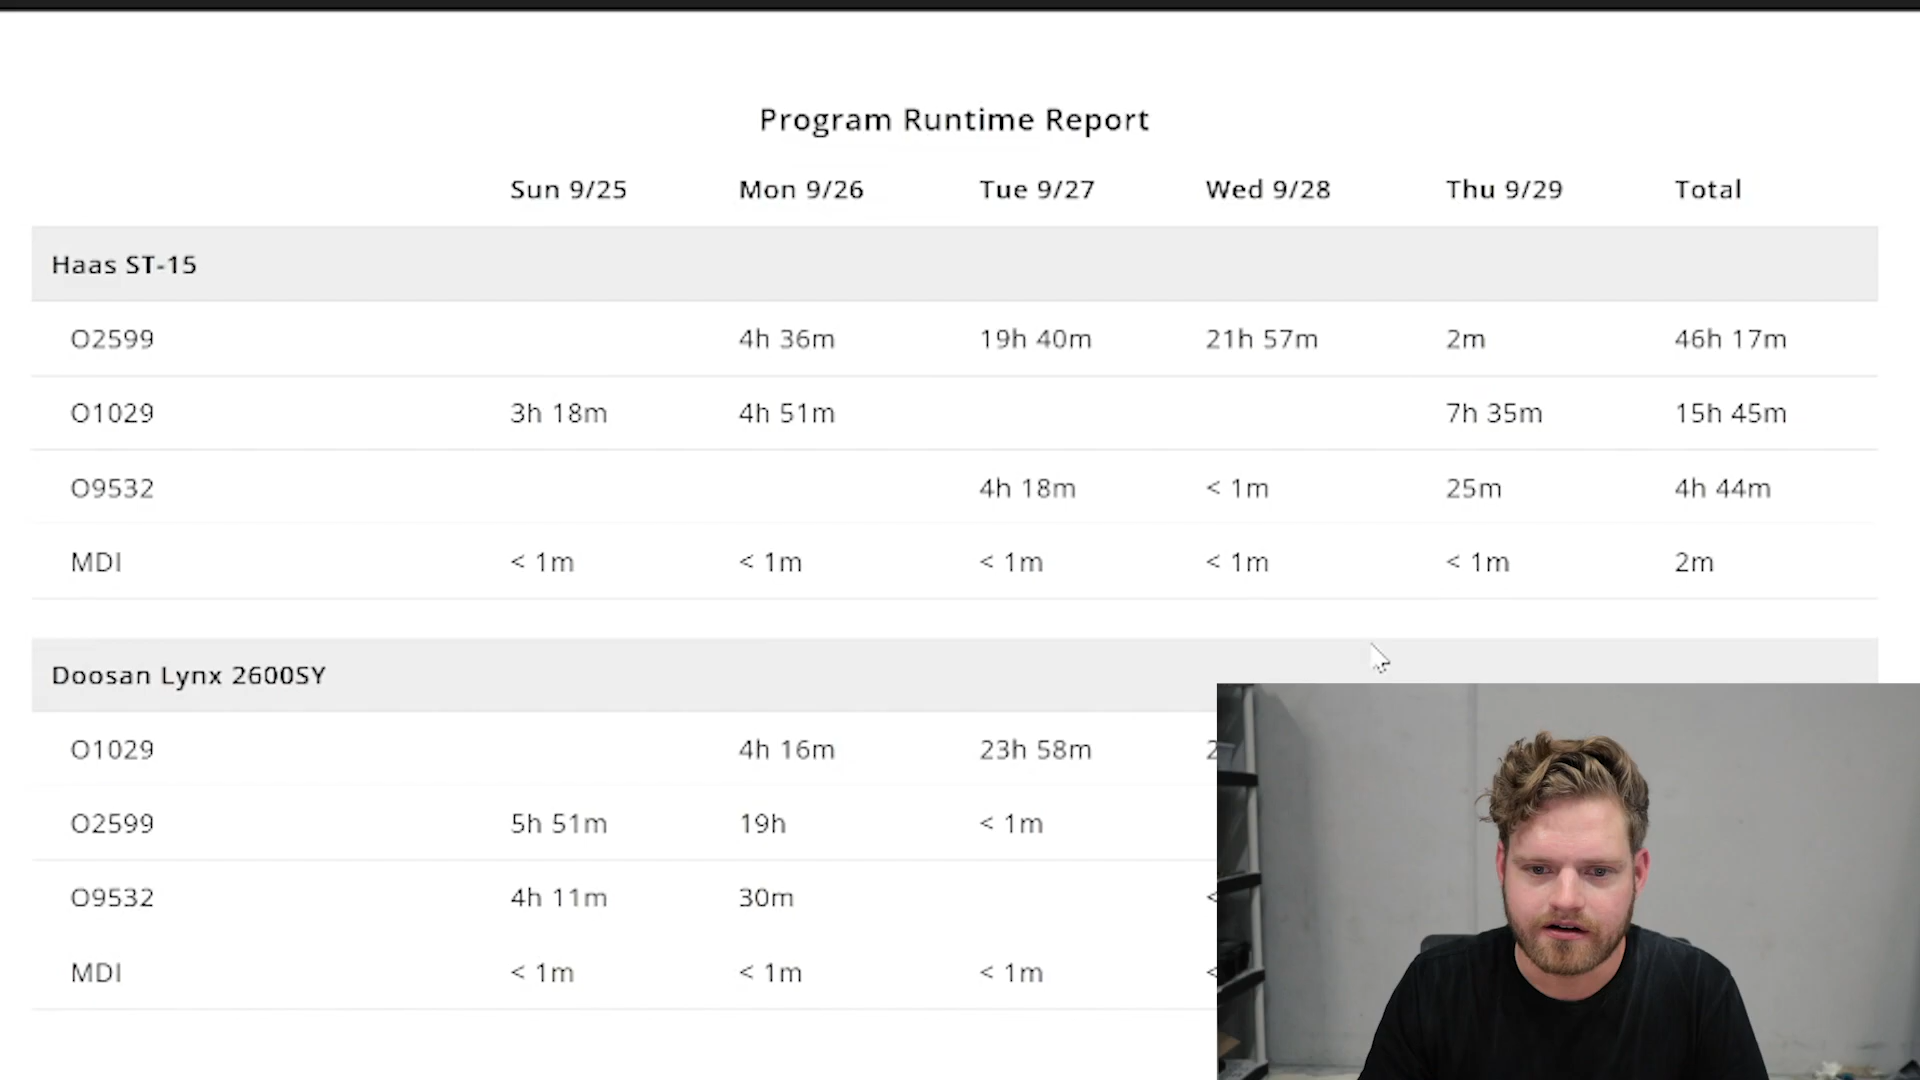 Program Runtime Report
Sun 9/25 Mon 9/26 Tue 9/27 Wed 9/28 Thu 9/29 Total
Haas ST-15
O2599 4h 36m 19h 40m 21h 57m 2m 46h 17m
O1029 3h 18m 4h 51m 7h 35m 15h 45m
O9532 4h 18m < 1m 25m 4h 44m
MDI < 1m < 1m < 1m < 1m < 1m 2m
Doosan Lynx 2600SY
O1029 4h 16m 23h 58m
O2599 5h 51m 19h < 1m
O9532 4h 11m 30m
MDI < 1m < 1m < 1m